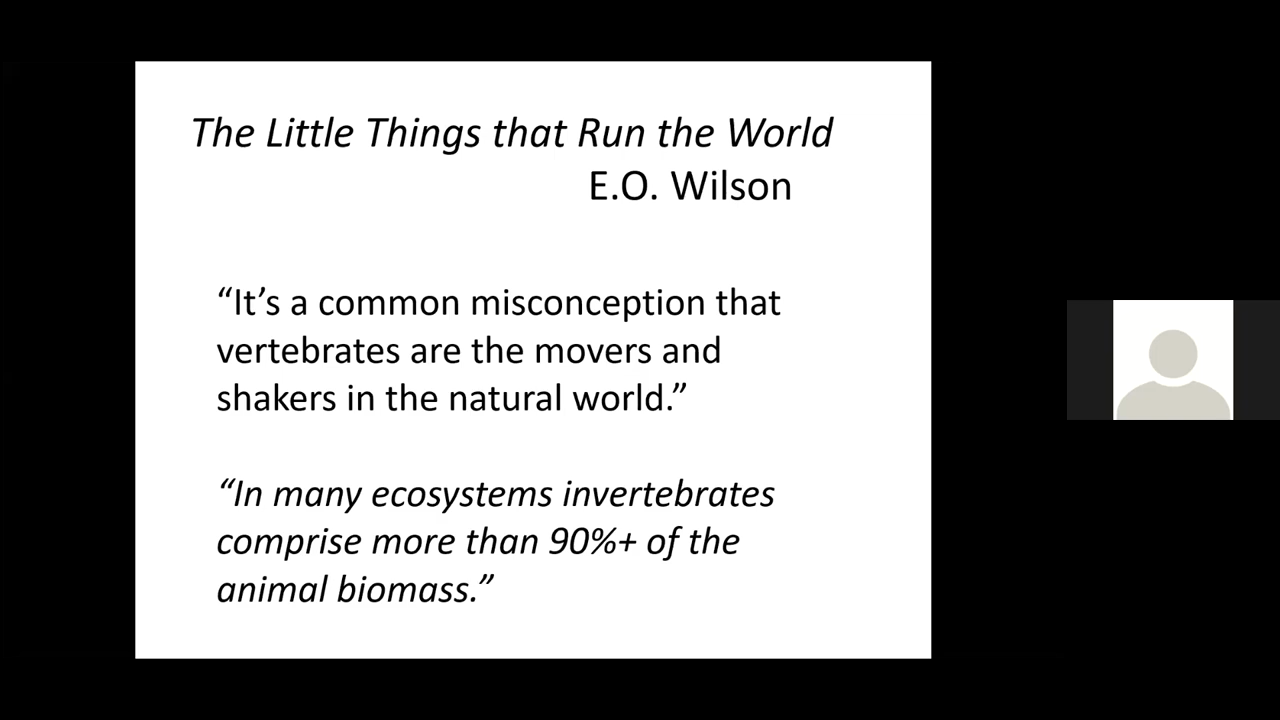 The Little Things that Run the World
E.O. Wilson
“It’s a common misconception that
vertebrates are the movers and
shakers in the natural world.”
“In many ecosystems invertebrates
comprise more than 90%+ of the
animal biomass.”